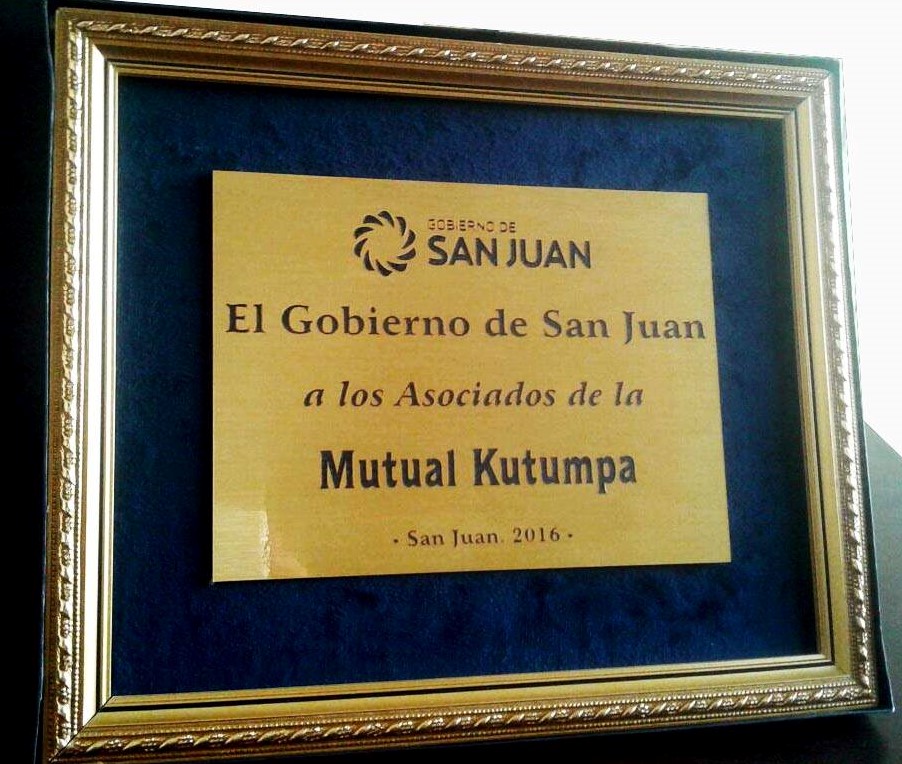 GOBIERNO DE
SAN JUAN
El Gobierno de San Juan
a los Asociados de la
Mutual Kutumpa
· San Juan. 2016 ·